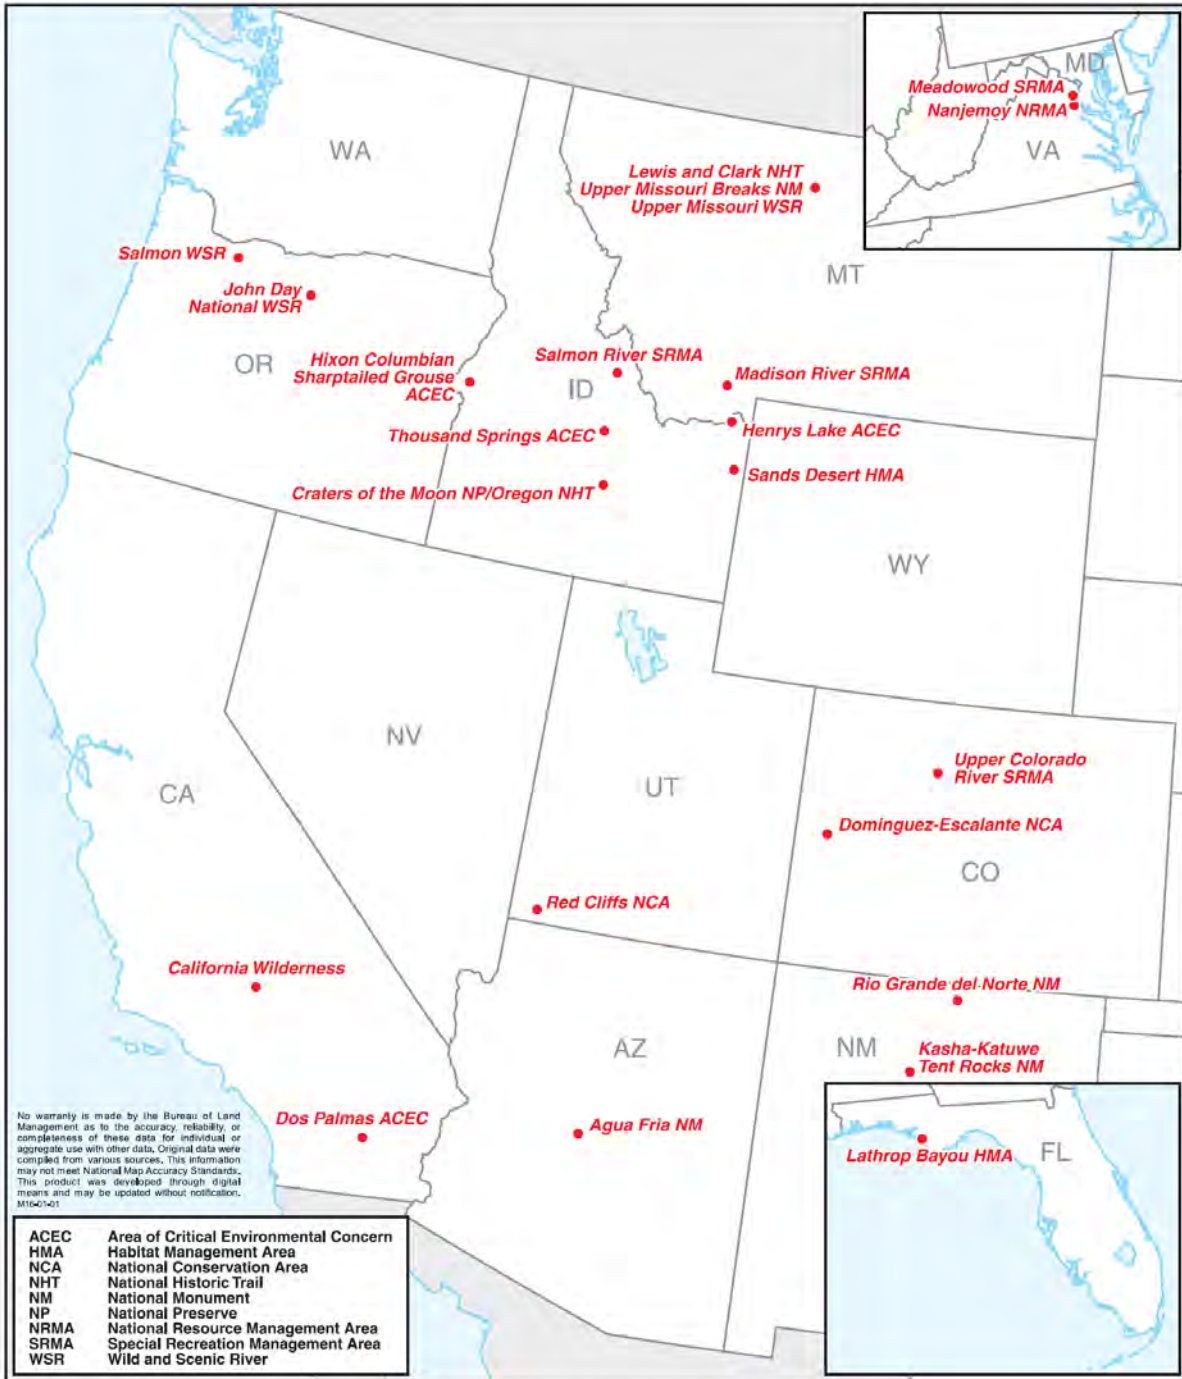 MD
Meadowood SRMA
Nanjemoy NRMA
VA
WA
Lewis and Clark NHT
Upper Missouri Breaks NM
Upper Missouri WSR
MT
Salmon WSR
John Day
National WSR
OR
Hixon Columbian
Sharptailed Grouse
ACEC
Salmon River SRMA
ID
Madison River SRMA
Thousand Springs ACEC
Henrys Lake ACEC
Craters of the Moon NP/Oregon NHT
Sands Desert HMA
WY
NV
CA
UT
Upper Colorado
River SRMA
Dominguez-Escalante NCA
CO
Red Cliffs NCA
California Wilderness
Rio Grande del Norte NM
AZ
NM
Kasha-Katuwe
Tent Rocks NM
Dos Palmas ACEC
Agua Fria NM
Lathrop Bayou HMA
FL
No warranty is made by the Bureau of Land
Management as to the accuracy, reliability, or
completeness of these data for individual or
aggregate use with other data. Original data were
compiled from various sources. This information
may not meet National Map Accuracy Standards.
This product was developed through digital
means and may be updated without notification.
M16-01-01
ACEC Area of Critical Environmental Concern
HMA Habitat Management Area
NCA National Conservation Area
NHT National Historic Trail
NM National Monument
NP National Preserve
NRMA National Resource Management Area
SRMA Special Recreation Management Area
WSR Wild and Scenic River